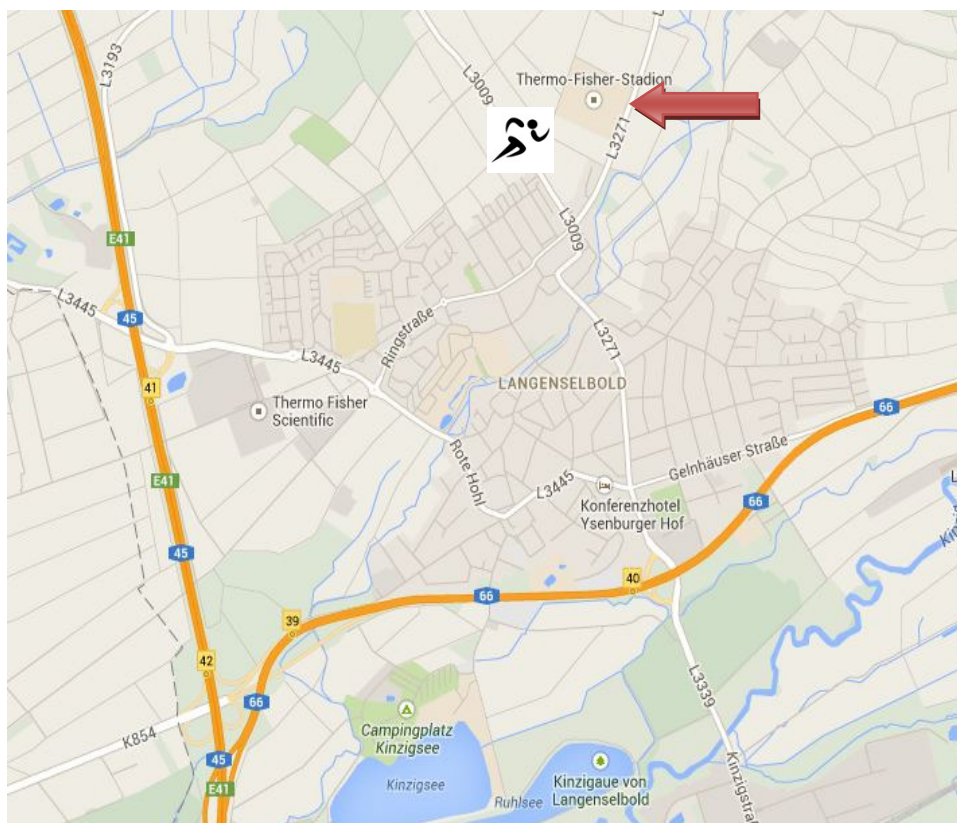 L3193
L3009
Thermo-Fisher-Stadion
L3271
L3009
E41
L3445
45
L3445
Ringstraße
L3271
41
LANGENSELBOLD
Thermo Fisher
Scientific
66
Rote Hohl
Gelnhäuser Straße
E41
L3445
Konferenzhotel
Ysenburger Hof
66
45
40
66
39
42
66
L3339
K854
Campingplatz
Kinzigsee
45
E41
Kinzigsee
Ruhlsee
Kinzigaue von
Langenselbold